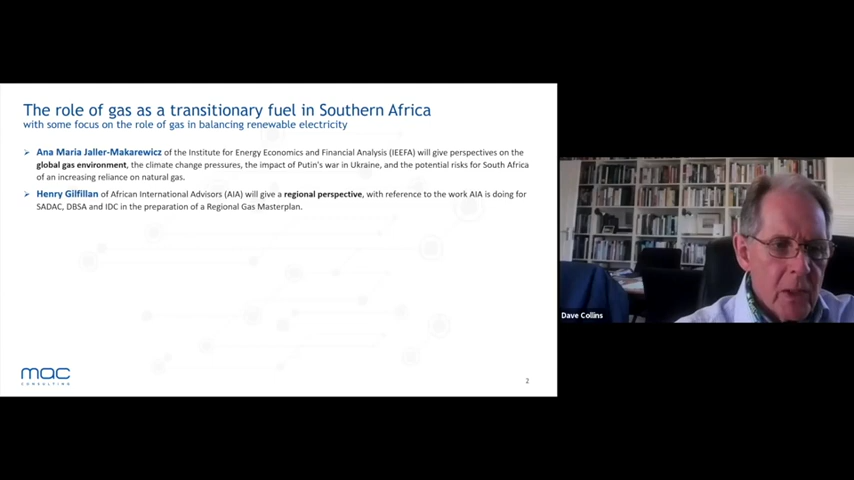 The role of gas as a transitionary fuel in Southern Africa
with some focus on the role of gas in balancing renewable electricity
➢ Ana Maria Jaller-Makarewicz of the Institute for Energy Economics and Financial Analysis (IEEFA) will give perspectives on the
global gas environment, the climate change pressures, the impact of Putin's war in Ukraine, and the potential risks for South Africa
of an increasing reliance on natural gas.
➢ Henry Gilfillan of African International Advisors (AIA) will give a regional perspective, with reference to the work AIA is doing for
SADAC, DBSA and IDC in the preparation of a Regional Gas Masterplan.
Dave Collins
mac
CONSULTING
2